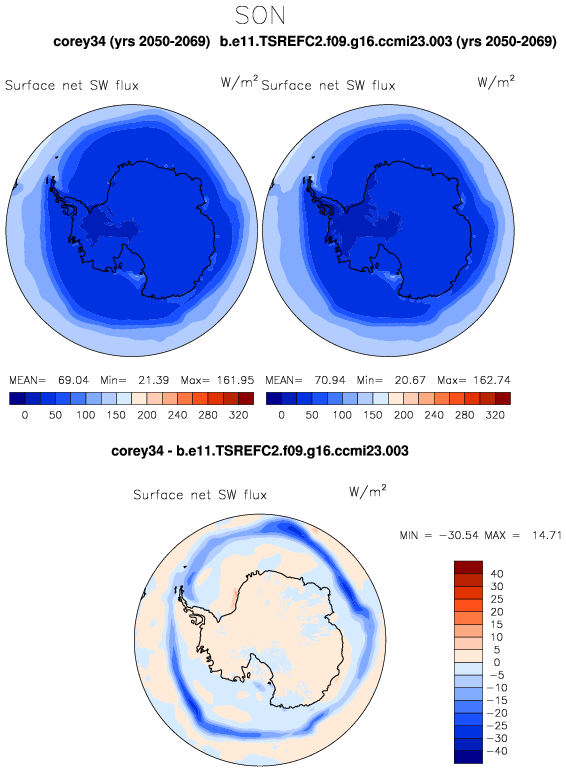 SON
corey34 (yrs 2050-2069) b.e11.TSREFC2.f09.g16.ccmi23.003 (yrs 2050-2069)
Surface net SW flux W/m² Surface net SW flux W/m²
MEAN= 69.04 Min= 21.39 Max= 161.95 MEAN= 70.94 Min= 20.67 Max= 162.74
0 50 100 150 200 240 280 320 0 50 100 150 200 240 280 320
corey34 - b.e11.TSREFC2.f09.g16.ccmi23.003
Surface net SW flux W/m²
MIN = −30.54 MAX = 14.71
40
30
25
20
15
10
5
0
−5
−10
−15
−20
−25
−30
−40